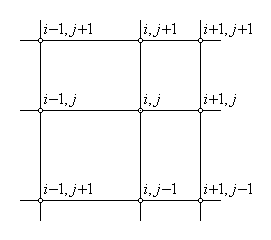 i−1, j+1 i, j+1 i+1, j+1
i−1, j i, j i+1, j
i−1, j+1 i, j−1 i+1, j−1